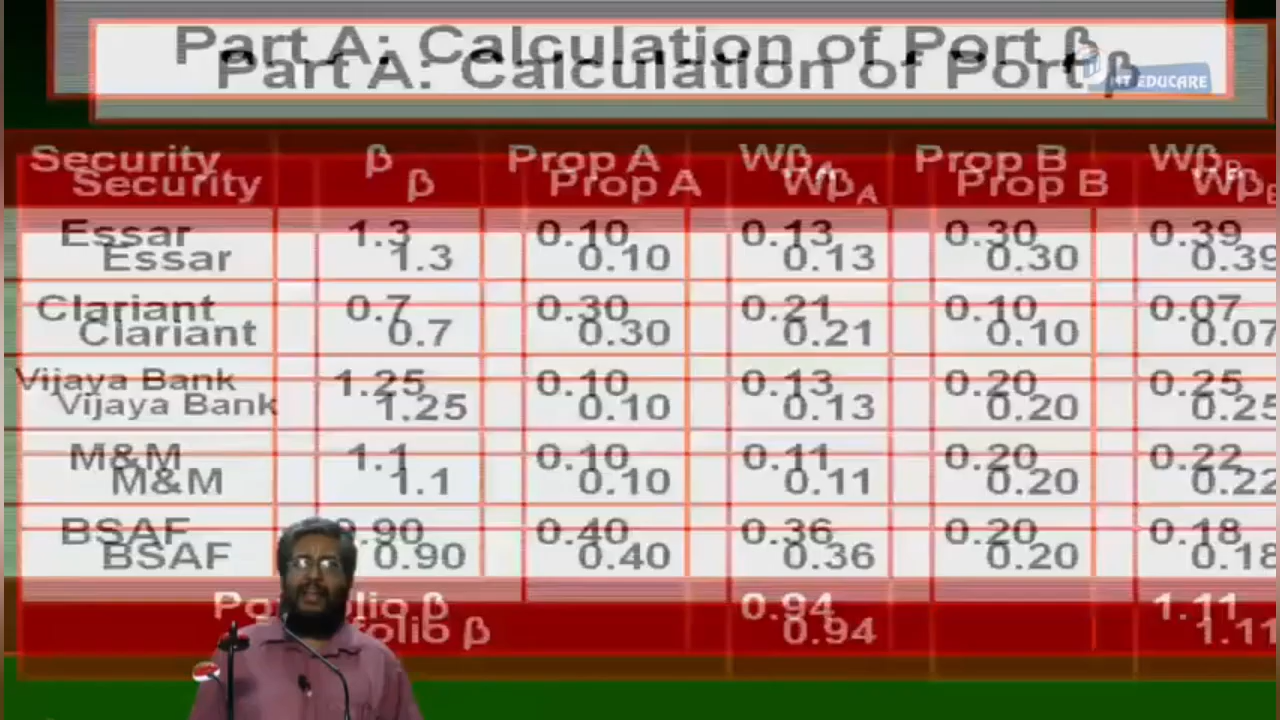 Part A: Calculation of Port β
MT EDUCARE
Security β Prop A WβA Prop B WβB
Essar 1.3 0.10 0.13 0.30 0.39
Clariant 0.7 0.30 0.21 0.10 0.07
Vijaya Bank 1.25 0.10 0.13 0.20 0.25
M&M 1.1 0.10 0.11 0.20 0.22
BSAF 0.90 0.40 0.36 0.20 0.18
Portfolio β 0.94 1.11